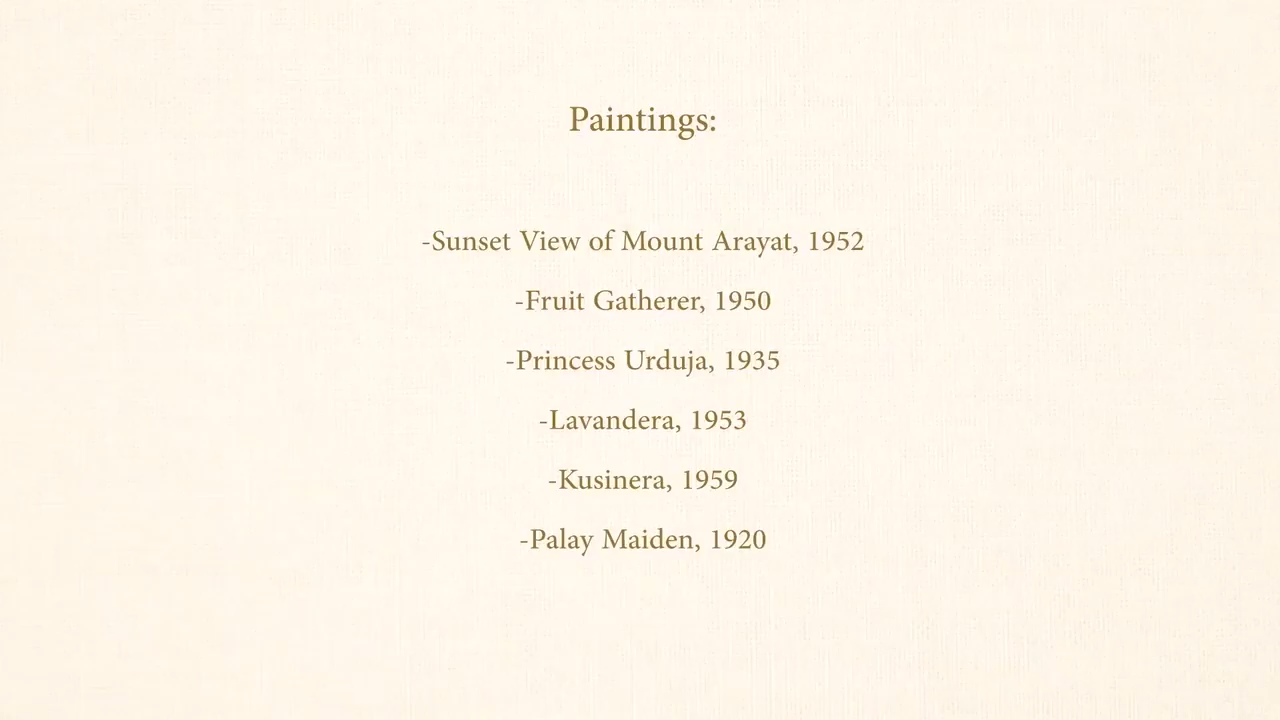 Paintings:
-Sunset View of Mount Arayat, 1952
-Fruit Gatherer, 1950
-Princess Urduja, 1935
-Lavandera, 1953
-Kusinera, 1959
-Palay Maiden, 1920